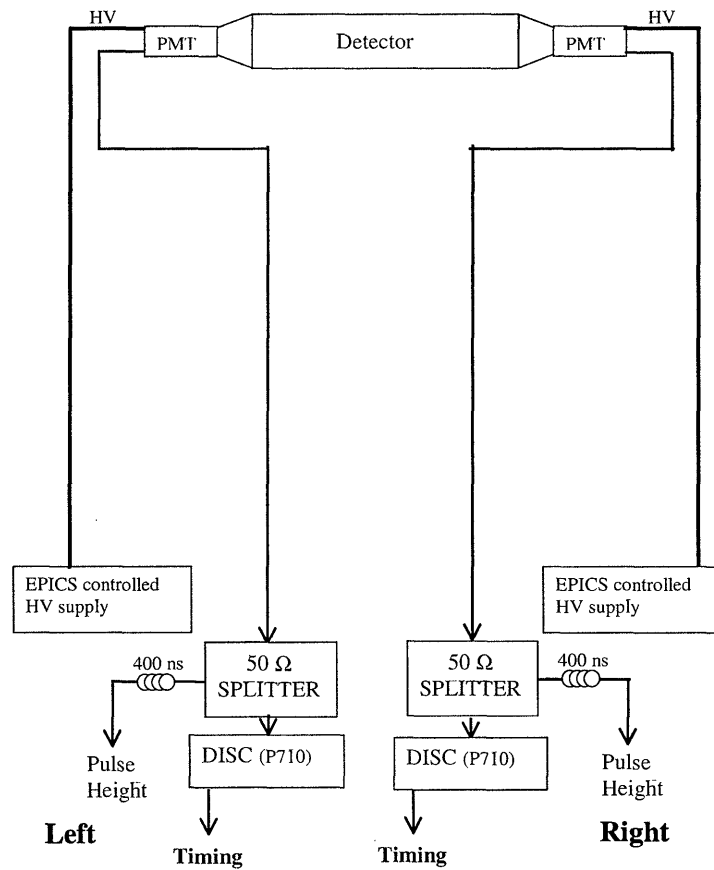 HV
HV
PMT
Detector
PMT
EPICS controlled
HV supply
EPICS controlled
HV supply
400 ns
50 Ω
SPLITTER
50 Ω
SPLITTER
400 ns
DISC (P710)
DISC (P710)
Pulse
Height
Pulse
Height
Left
Right
Timing
Timing